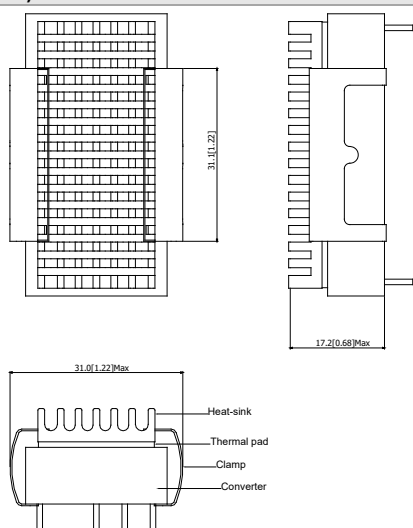 31.1[1.22]
17.2[0.68]Max
31.0[1.22]Max
Heat-sink
Thermal pad
Clamp
Converter